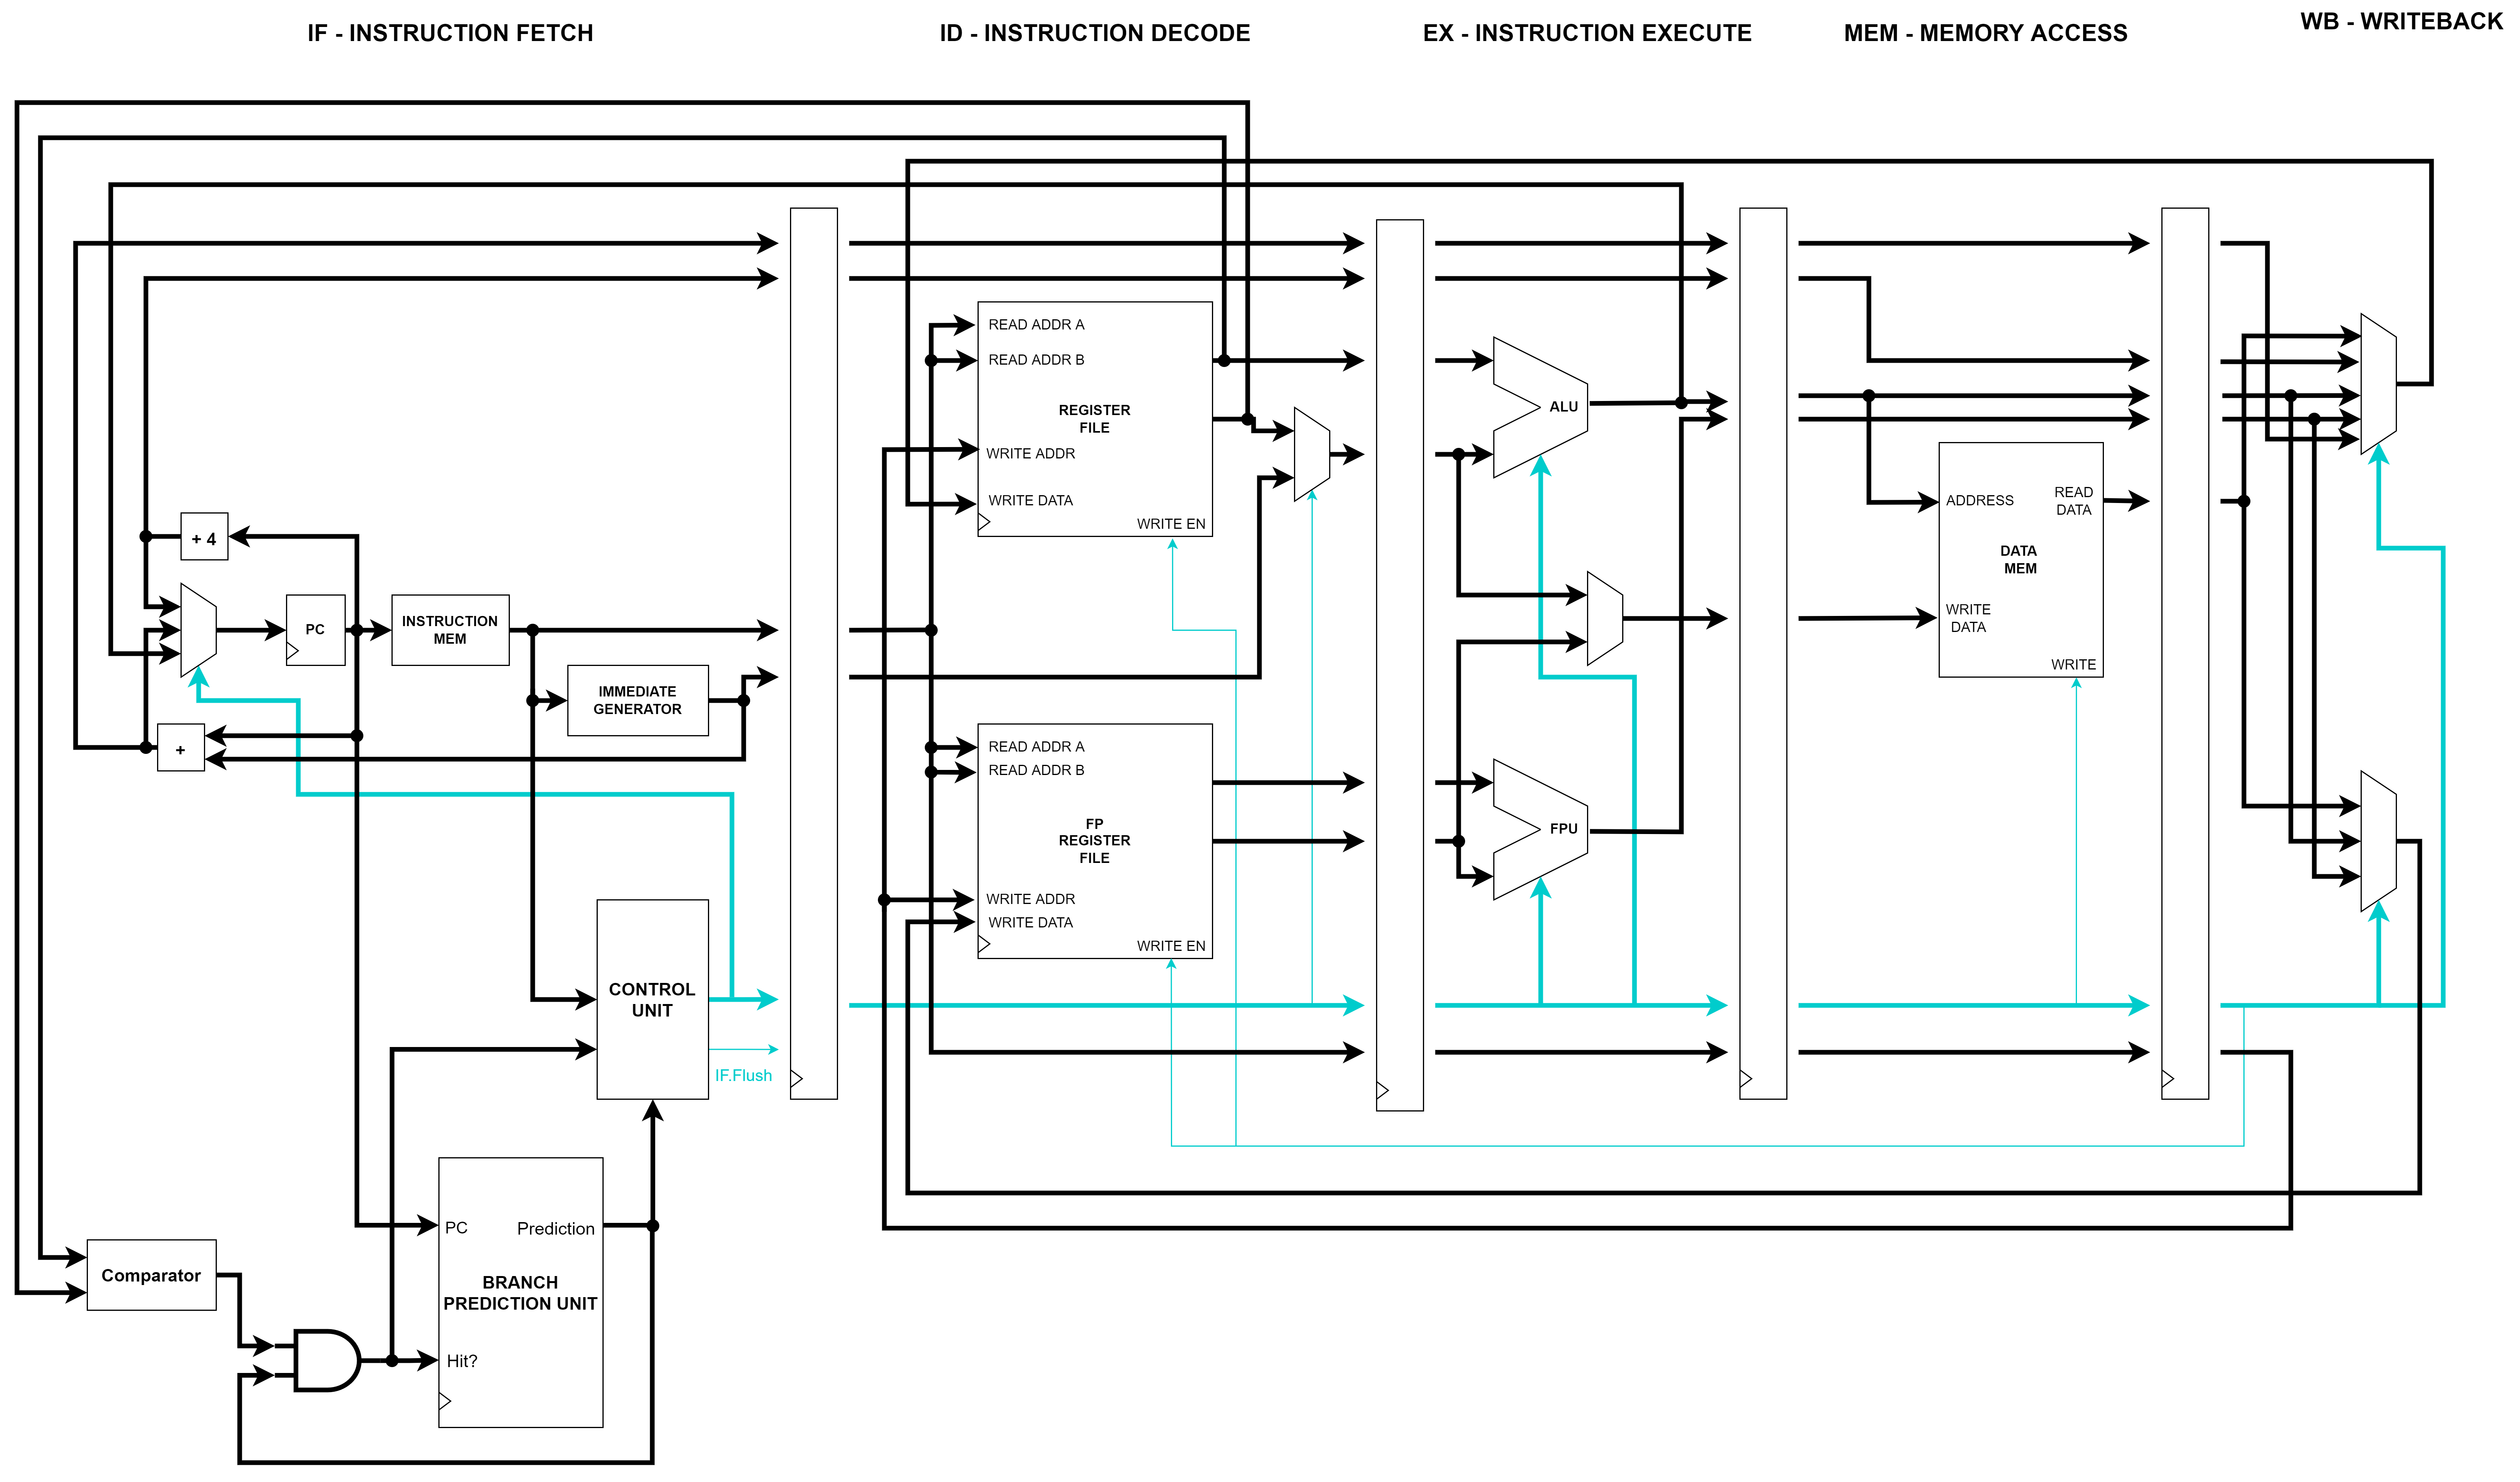 IF - INSTRUCTION FETCH
ID - INSTRUCTION DECODE
EX - INSTRUCTION EXECUTE
MEM - MEMORY ACCESS
WB - WRITEBACK
READ ADDR A
READ ADDR B
REGISTER
FILE
WRITE ADDR
WRITE DATA
WRITE EN
ALU
ADDRESS
READ
DATA
DATA
MEM
WRITE
DATA
WRITE
+ 4
PC
INSTRUCTION
MEM
IMMEDIATE
GENERATOR
+
READ ADDR A
READ ADDR B
FP
REGISTER
FILE
WRITE ADDR
WRITE DATA
WRITE EN
FPU
CONTROL
UNIT
IF.Flush
PC
Prediction
BRANCH
PREDICTION UNIT
Hit?
Comparator